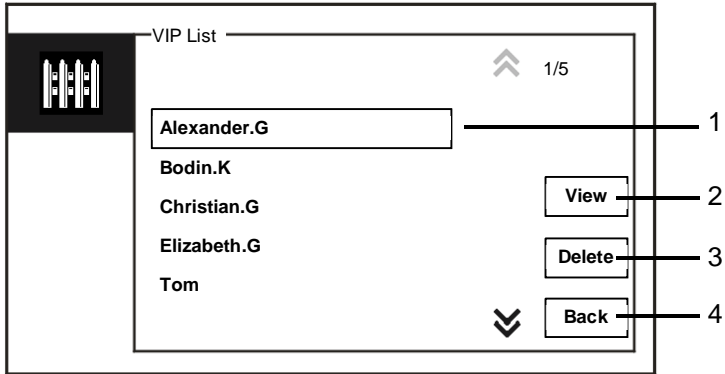 VIP List
1/5
Alexander.G 1
Bodin.K
View 2
Christian.G
Elizabeth.G
Delete 3
Tom
Back 4